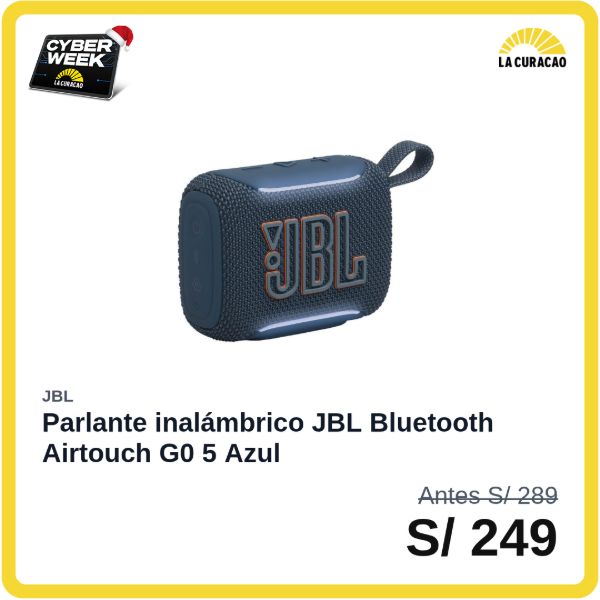 CYBER
WEEK
LA CURACAO
LA CURACAO
JBL
JBL
Parlante inalámbrico JBL Bluetooth
Airtouch G0 5 Azul
Antes S/ 289
S/ 249